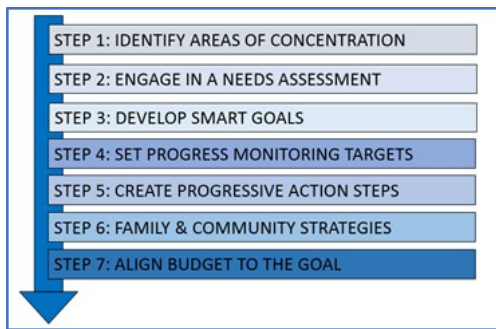 STEP 1: IDENTIFY AREAS OF CONCENTRATION
STEP 2: ENGAGE IN A NEEDS ASSESSMENT
STEP 3: DEVELOP SMART GOALS
STEP 4: SET PROGRESS MONITORING TARGETS
STEP 5: CREATE PROGRESSIVE ACTION STEPS
STEP 6: FAMILY & COMMUNITY STRATEGIES
STEP 7: ALIGN BUDGET TO THE GOAL